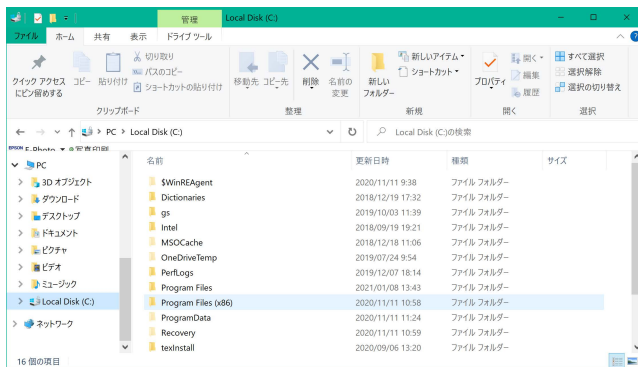 管理 Local Disk (C:)
ファイル ホーム 共有 表示 ドライブ ツール
クイック アクセス
にピン留めする
コピー
貼り付け
切り取り
パスのコピー
ショートカットの貼り付け
クリップボード
移動先
コピー先
削除
名前の
変更
整理
新しい
フォルダー
新しいアイテム
ショートカット
新規
プロパティ
開く
編集
履歴
開く
すべて選択
選択解除
選択の切り替え
選択
PC > Local Disk (C:)
Local Disk (C:)の検索
EPSON E-Photo 写真印刷
PC
3D オブジェクト
ダウンロード
デスクトップ
ドキュメント
ピクチャ
ビデオ
ミュージック
Local Disk (C:)
ネットワーク
名前 更新日時 種類 サイズ
$WinREAgent 2020/11/11 9:38 ファイル フォルダー
Dictionaries 2018/12/19 17:32 ファイル フォルダー
gs 2019/10/03 11:39 ファイル フォルダー
Intel 2018/09/19 19:21 ファイル フォルダー
MSOCache 2018/12/18 11:06 ファイル フォルダー
OneDriveTemp 2019/07/24 9:54 ファイル フォルダー
PerfLogs 2019/12/07 18:14 ファイル フォルダー
Program Files 2021/01/08 13:43 ファイル フォルダー
Program Files (x86) 2020/11/11 10:58 ファイル フォルダー
ProgramData 2020/11/11 11:24 ファイル フォルダー
Recovery 2020/11/11 10:59 ファイル フォルダー
texInstall 2020/09/06 13:20 ファイル フォルダー
16 個の項目